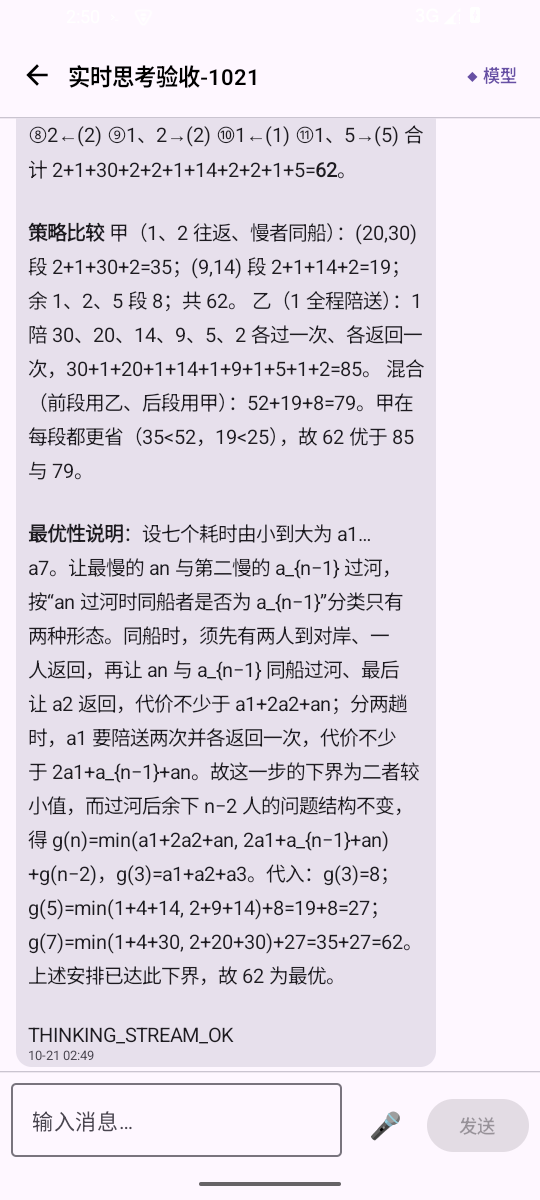 2:50
3G
实时思考验收-1021
◆ 模型
⑧2←(2) ⑨1、2→(2) ⑩1←(1) ⑪1、5→(5) 合
计 2+1+30+2+2+1+14+2+2+1+5=62。
策略比较 甲（1、2 往返、慢者同船）：(20,30)
段 2+1+30+2=35；(9,14) 段 2+1+14+2=19；
余 1、2、5 段 8；共 62。 乙（1 全程陪送）：1
陪 30、20、14、9、5、2 各过一次、各返回一
次，30+1+20+1+14+1+9+1+5+1+2=85。 混合
（前段用乙、后段用甲）：52+19+8=79。甲在
每段都更省（35<52，19<25），故 62 优于 85
与 79。
最优性说明：设七个耗时由小到大为 a1…
a7。让最慢的 an 与第二慢的 a_{n−1} 过河，
按“an 过河时同船者是否为 a_{n−1}”分类只有
两种形态。同船时，须先有两人到对岸、一
人返回，再让 an 与 a_{n−1} 同船过河、最后
让 a2 返回，代价不少于 a1+2a2+an；分两趟
时，a1 要陪送两次并各返回一次，代价不少
于 2a1+a_{n−1}+an。故这一步的下界为二者较
小值，而过河后余下 n−2 人的问题结构不变，
得 g(n)=min(a1+2a2+an, 2a1+a_{n−1}+an)
+g(n−2)，g(3)=a1+a2+a3。代入：g(3)=8；
g(5)=min(1+4+14, 2+9+14)+8=19+8=27；
g(7)=min(1+4+30, 2+20+30)+27=35+27=62。
上述安排已达此下界，故 62 为最优。
THINKING_STREAM_OK
10-21 02:49
输入消息...
发送